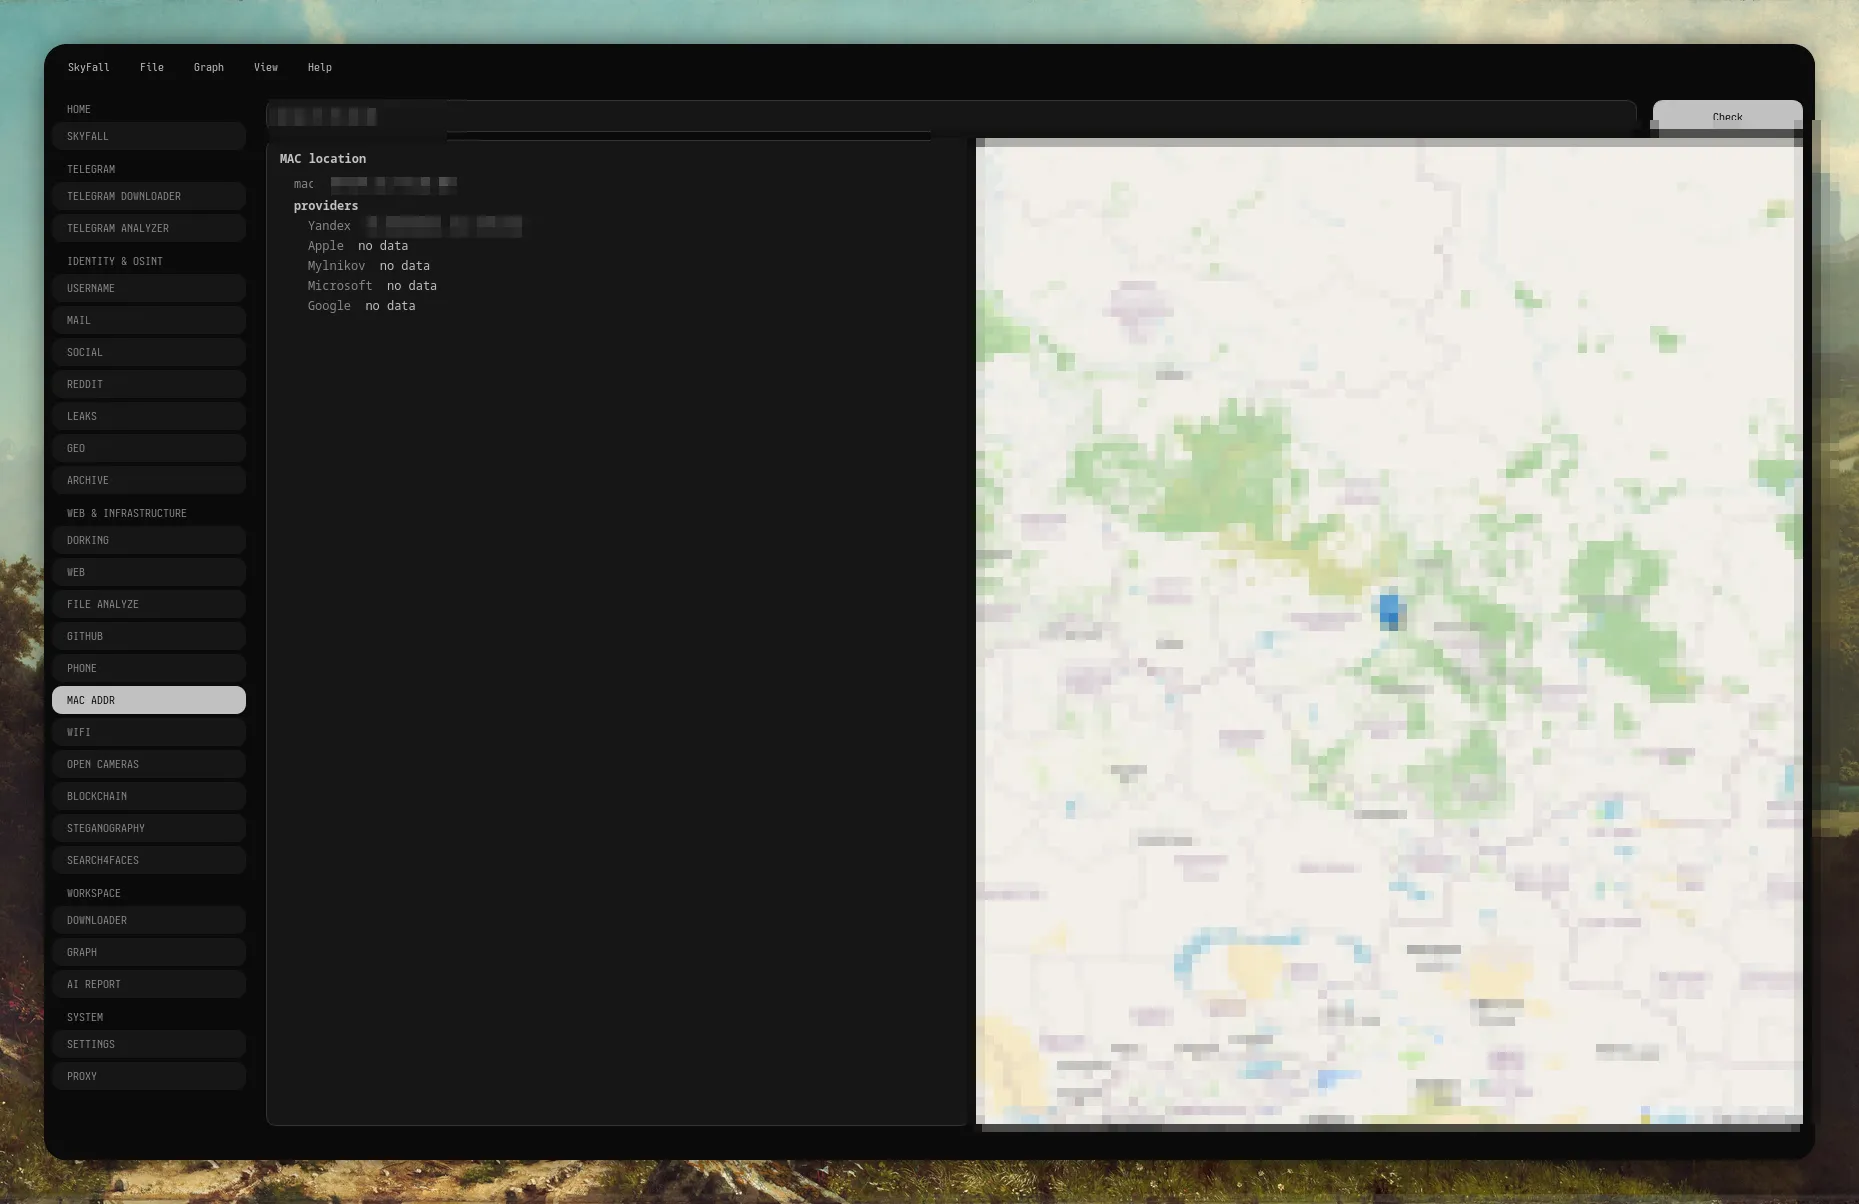 SkyFall File Graph View Help
HOME
SKYFALL
TELEGRAM
TELEGRAM DOWNLOADER
TELEGRAM ANALYZER
IDENTITY & OSINT
USERNAME
MAIL
SOCIAL
REDDIT
LEAKS
GEO
ARCHIVE
WEB & INFRASTRUCTURE
DORKING
WEB
FILE ANALYZE
GITHUB
PHONE
MAC ADDR
WIFI
OPEN CAMERAS
BLOCKCHAIN
STEGANOGRAPHY
SEARCH4FACES
WORKSPACE
DOWNLOADER
GRAPH
AI REPORT
SYSTEM
SETTINGS
PROXY
Check
MAC location
mac
providers
Yandex
Apple no data
Mylnikov no data
Microsoft no data
Google no data